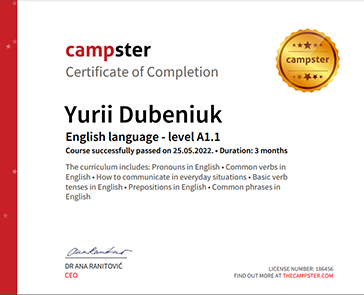 campster
Certificate of Completion
campster
Yurii Dubeniuk
English language - level A1.1
Course successfully passed on 25.05.2022. • Duration: 3 months
The curriculum includes: Pronouns in English • Common verbs in
English • How to communicate in everyday situations • Basic verb
tenses in English • Prepositions in English • Common phrases in
English
DR ANA RANITOVIĆ
CEO
LICENSE NUMBER: 186456
FIND OUT MORE AT THECAMPSTER.COM